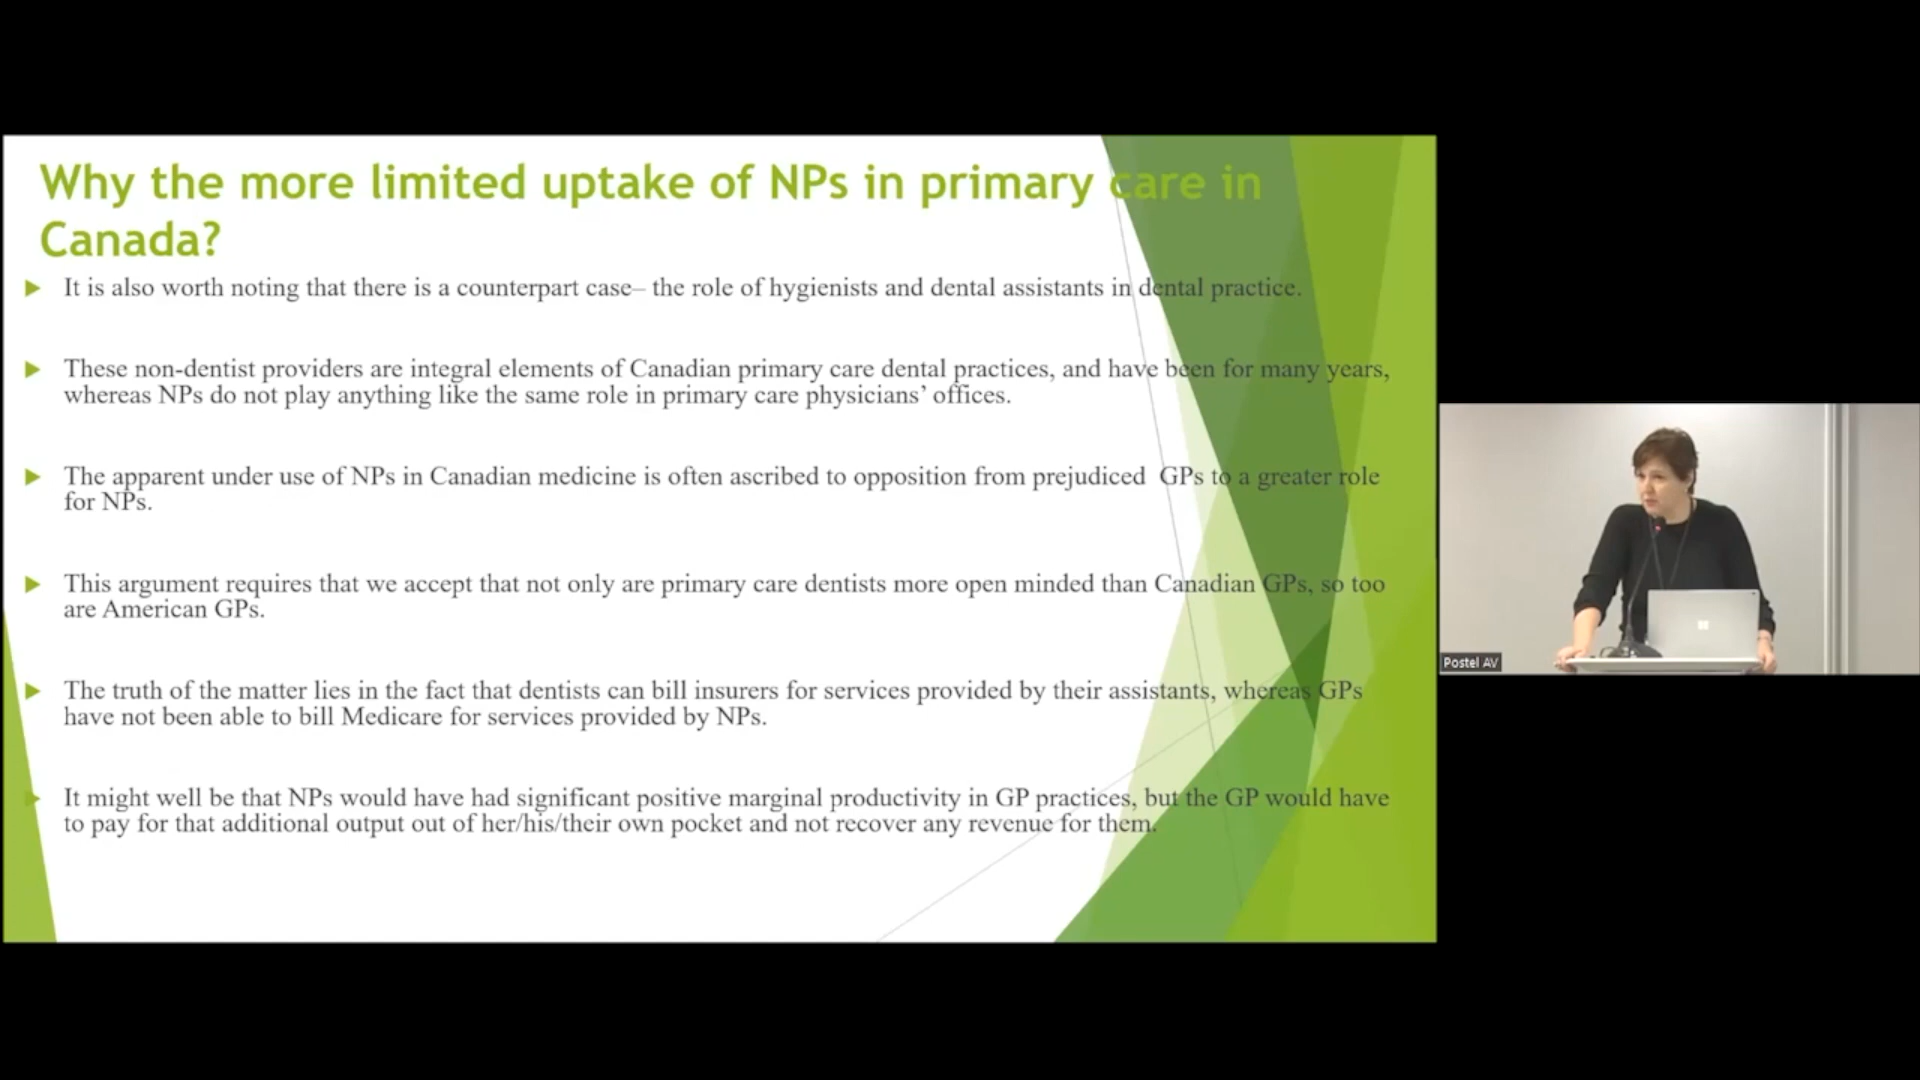 Why the more limited uptake of NPs in primary care in
Canada?
It is also worth noting that there is a counterpart case– the role of hygienists and dental assistants in dental practice.
These non-dentist providers are integral elements of Canadian primary care dental practices, and have been for many years,
whereas NPs do not play anything like the same role in primary care physicians’ offices.
The apparent under use of NPs in Canadian medicine is often ascribed to opposition from prejudiced  GPs to a greater role
for NPs.
This argument requires that we accept that not only are primary care dentists more open minded than Canadian GPs, so too
are American GPs.
The truth of the matter lies in the fact that dentists can bill insurers for services provided by their assistants, whereas GPs
have not been able to bill Medicare for services provided by NPs.
It might well be that NPs would have had significant positive marginal productivity in GP practices, but the GP would have
to pay for that additional output out of her/his/their own pocket and not recover any revenue for them.
Postel AV